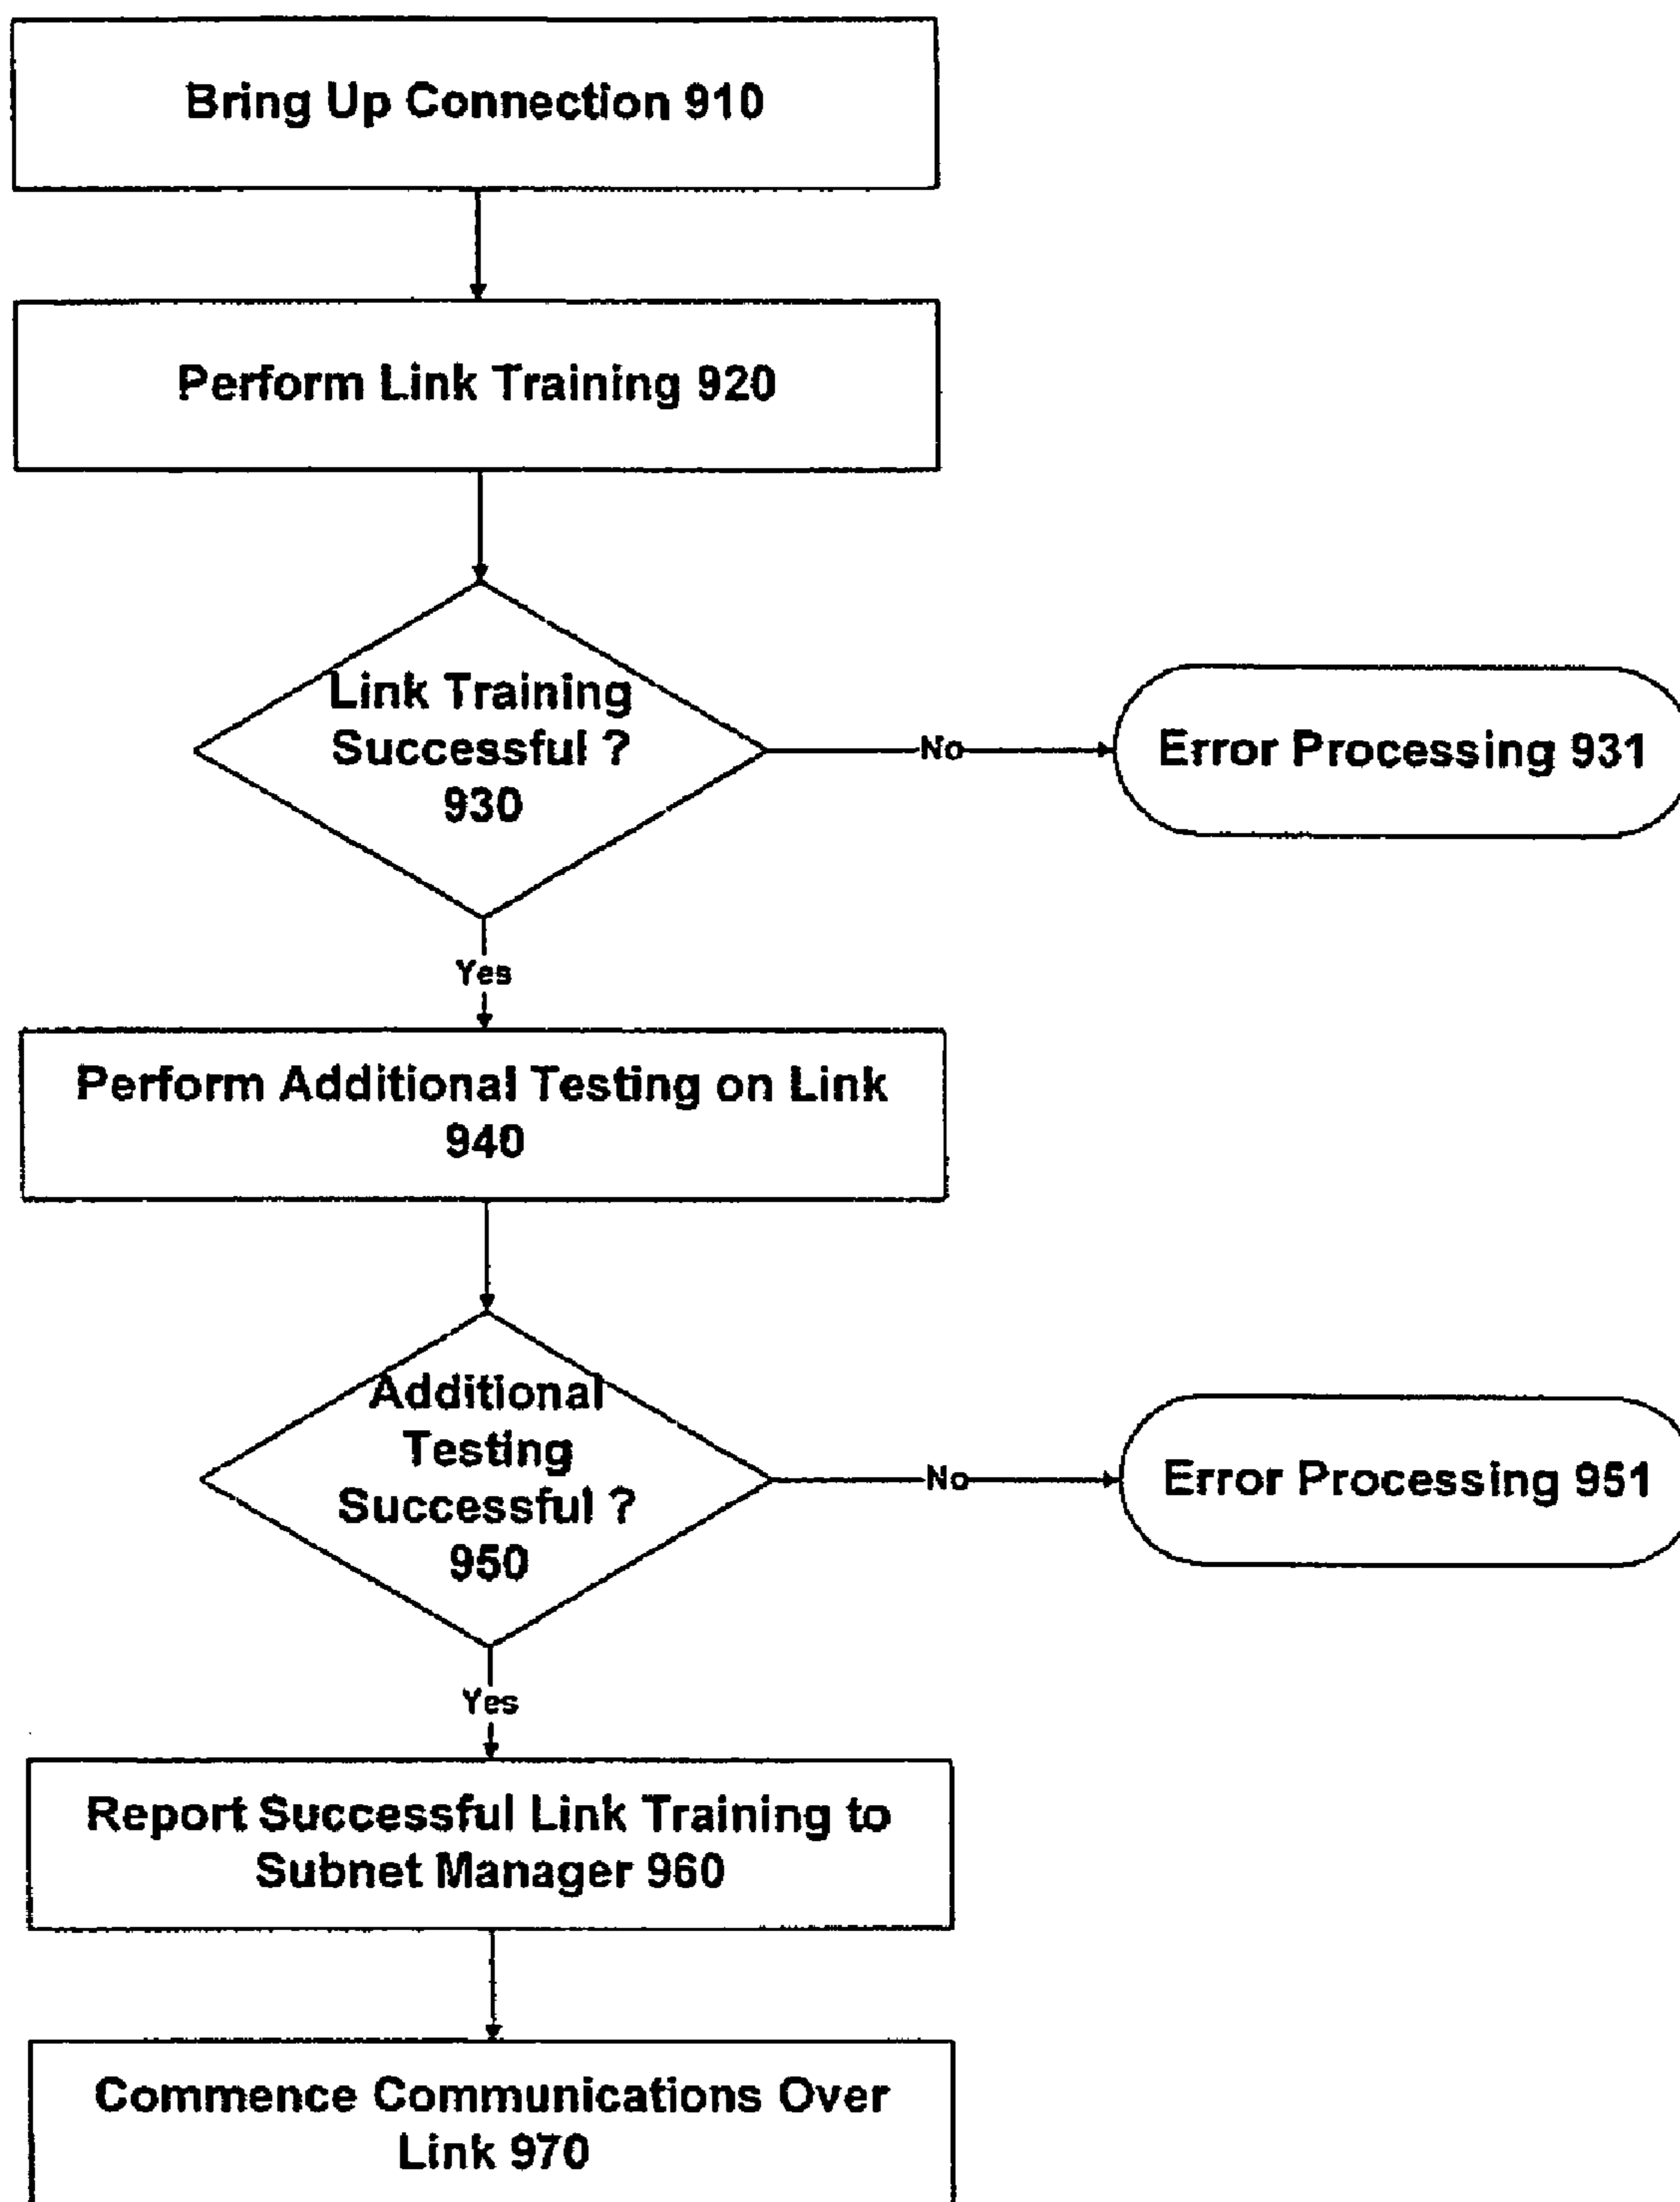 Bring Up Connection 910
Perform Link Training 920
Link Training
Successful ?
930
No
Error Processing 931
Yes
Perform Additional Testing on Link
940
Additional
Testing
Successful ?
950
No
Error Processing 951
Yes
Report Successful Link Training to
Subnet Manager 960
Commence Communications Over
Link 970